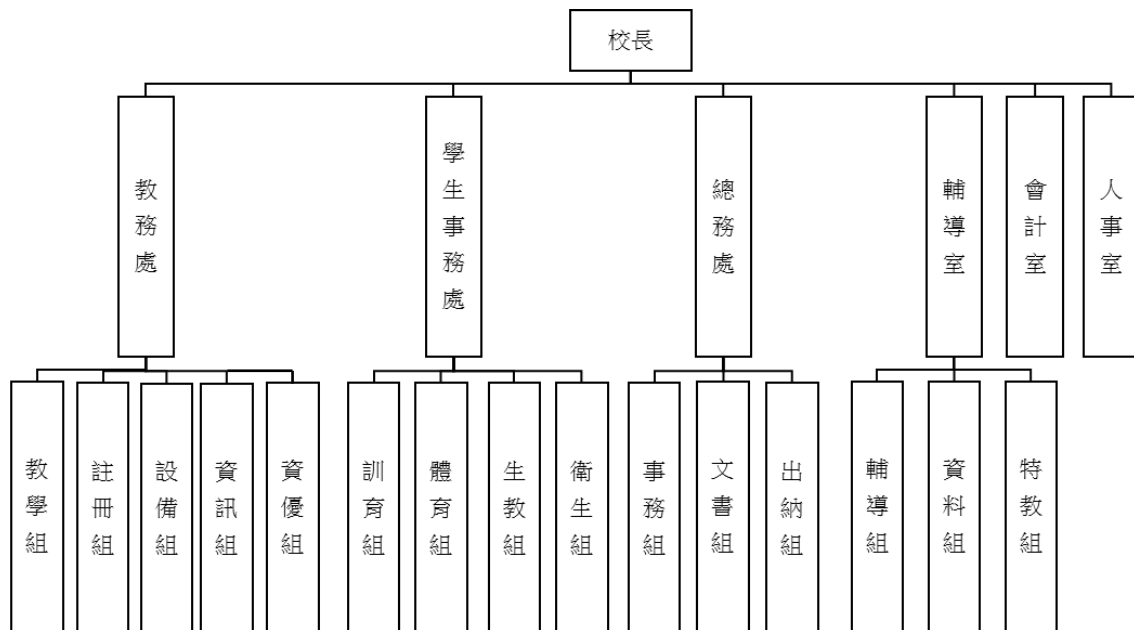 校長
教務處
學生事務處
總務處
輔導室
會計室
人事室
教學組
註冊組
設備組
資訊組
資優組
訓育組
體育組
生教組
衛生組
事務組
文書組
出納組
輔導組
資料組
特教組